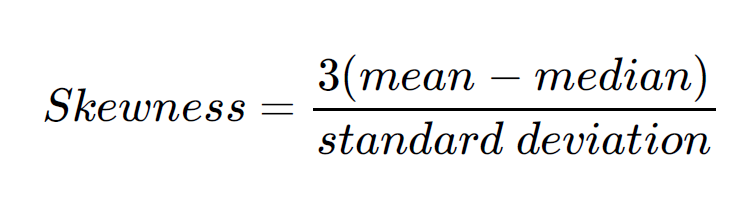 Skewness = 3(mean − median)
standard deviation